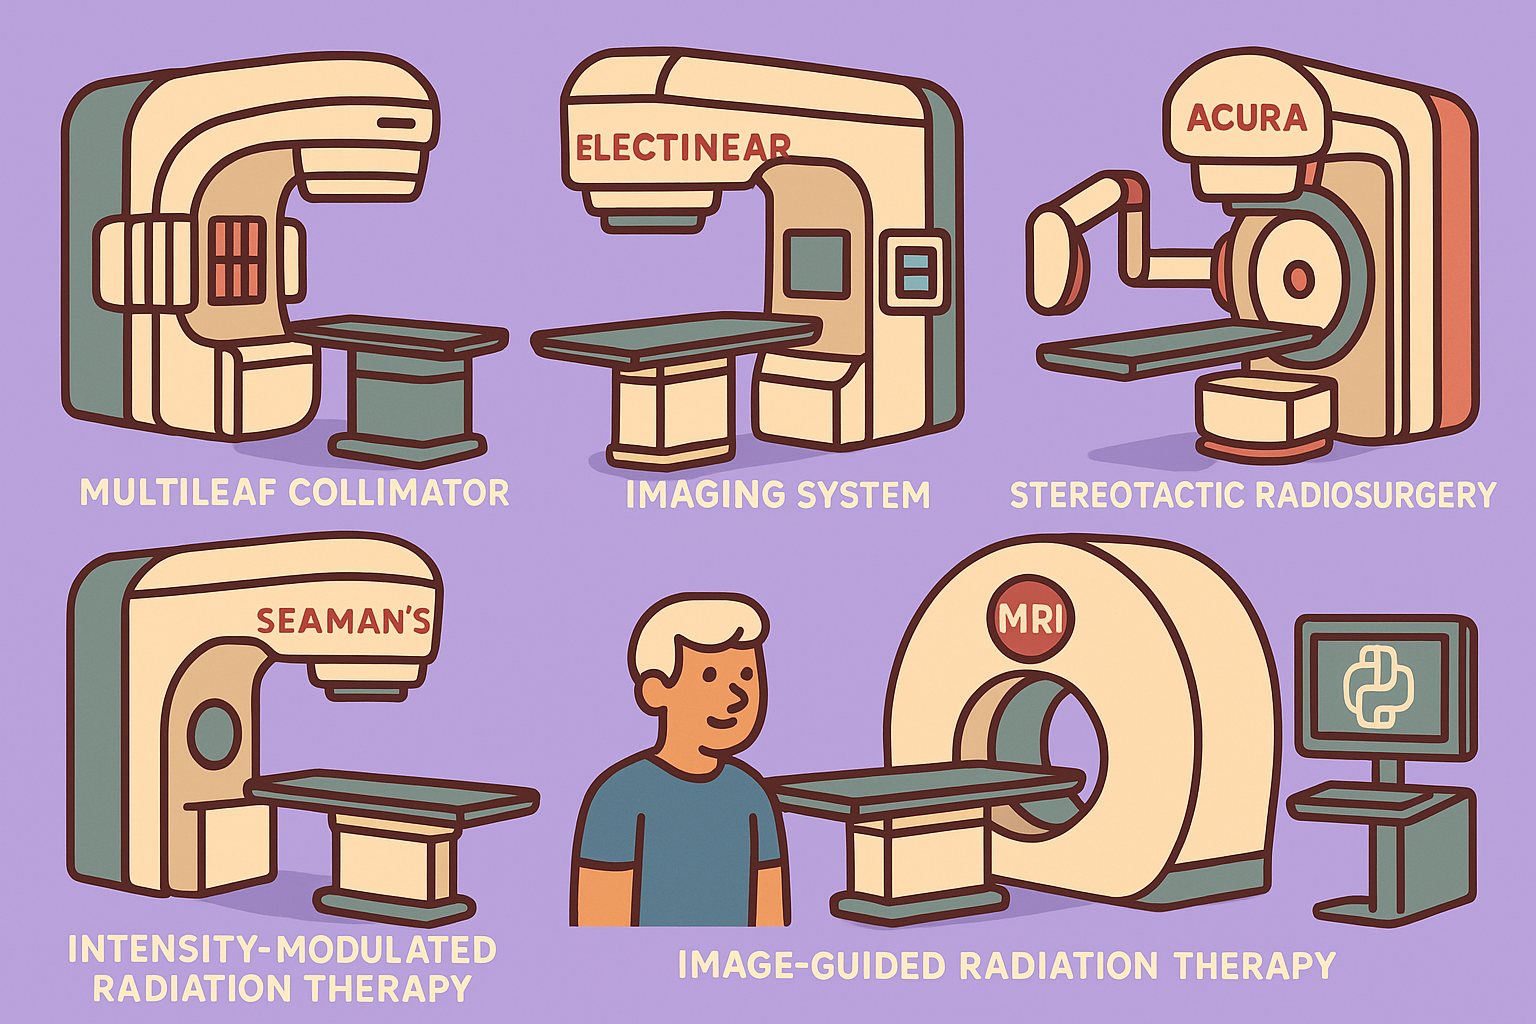 ELECTINEAR
ACURA
MULTILEAF COLLIMATOR
IMAGING SYSTEM
STEREOTACTIC RADIOSURGERY
SEAMAN'S
MRI
INTENSITY-MODULATED
RADIATION THERAPY
IMAGE-GUIDED RADIATION THERAPY